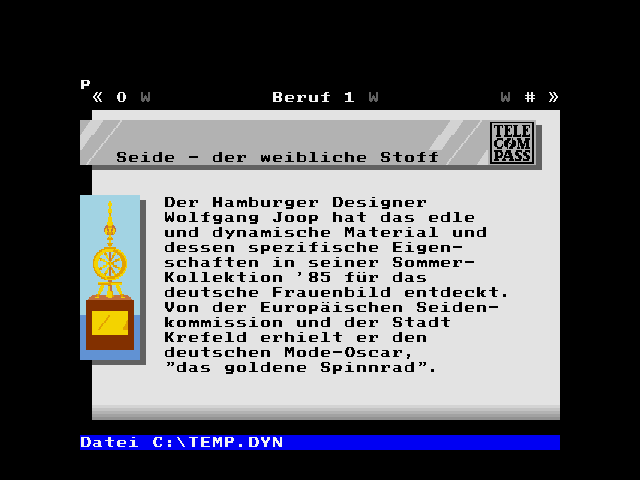 P
« 0 W Beruf 1 W W # »
TELE
COM
PASS
Seide – der weibliche Stoff
Der Hamburger Designer
Wolfgang Joop hat das edle
und dynamische Material und
dessen spezifische Eigen–
schaften in seiner Sommer–
Kollektion '85 für das
deutsche Frauenbild entdeckt.
Von der Europäischen Seiden–
kommission und der Stadt
Krefeld erhielt er den
deutschen Mode–Oscar,
"das goldene Spinnrad".
Datei C:\TEMP.DYN